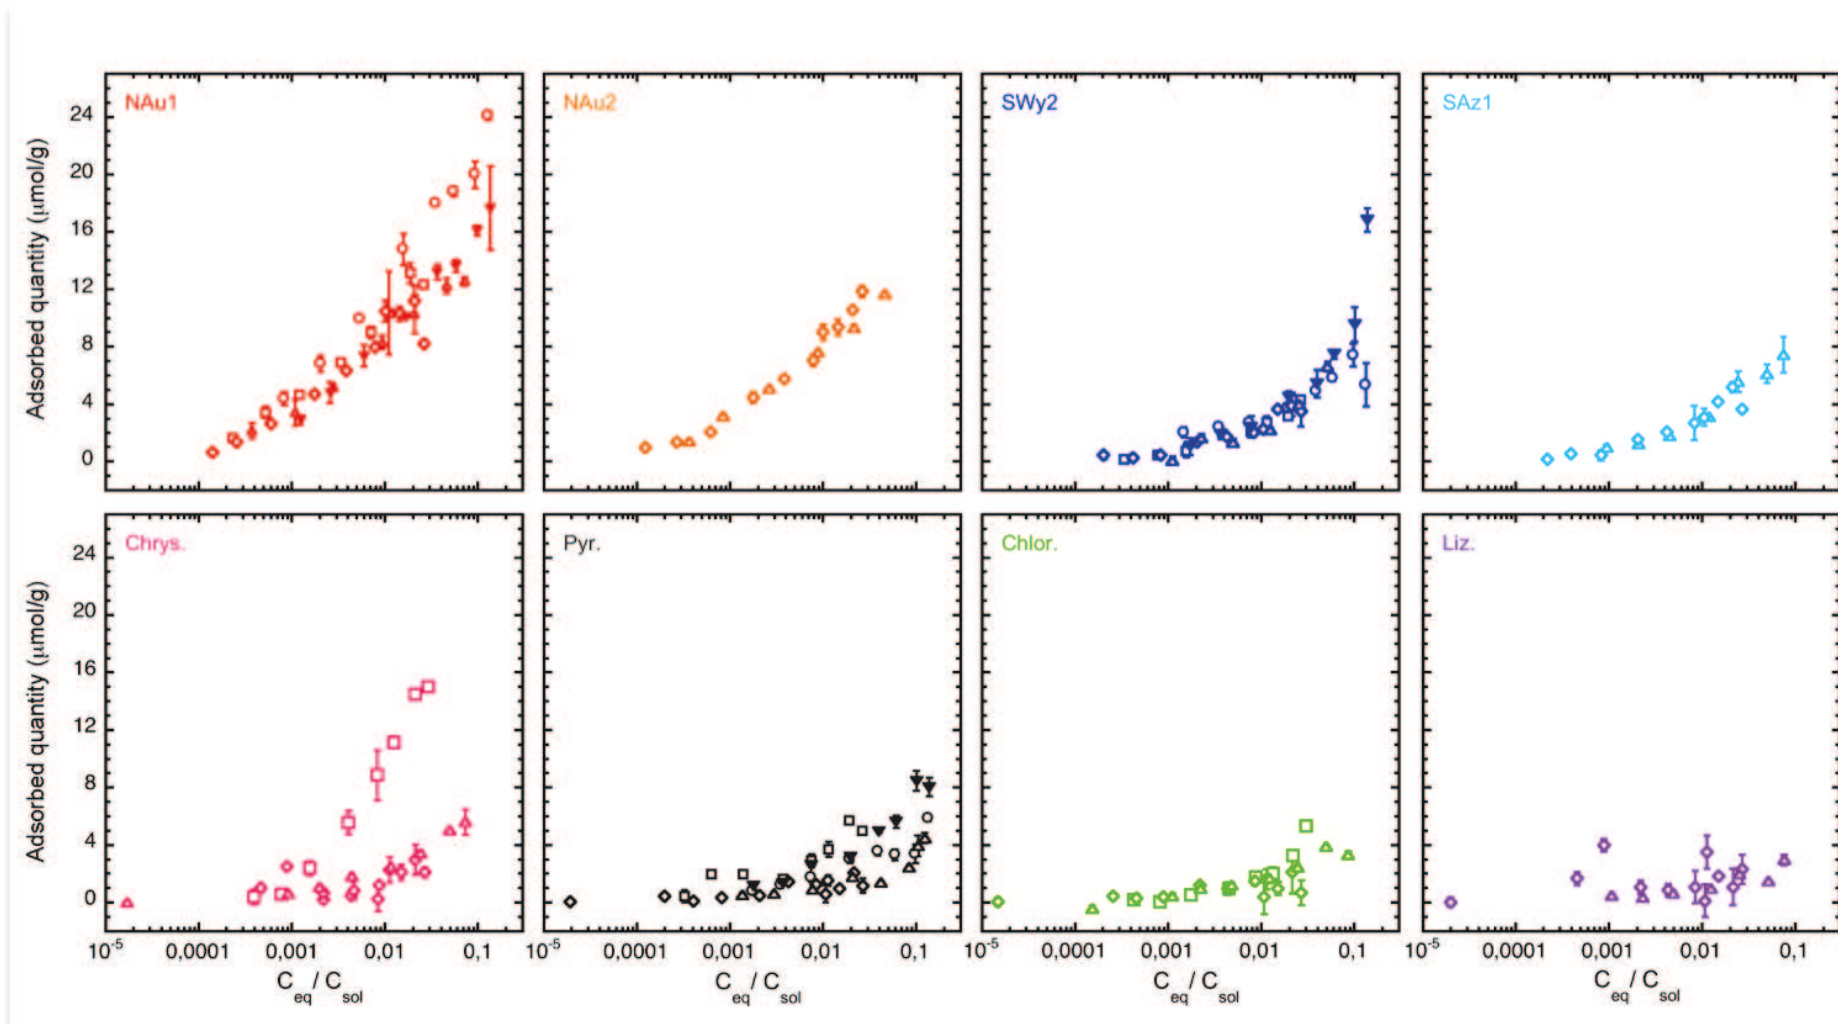 NAu1 NAu2 SWy2 SAz1
Adsorbed quantity (µmol/g)
24
20
16
12
8
4
0
Chrys. Pyr. Chlor. Liz.
Adsorbed quantity (µmol/g)
24
20
16
12
8
4
0
10-5 0,0001 0,001 0,01 0,1 10-5 0,0001 0,001 0,01 0,1 10-5 0,0001 0,001 0,01 0,1 10-5 0,0001 0,001 0,01 0,1
Ceq/ Csol Ceq/ Csol Ceq/ Csol Ceq/ Csol